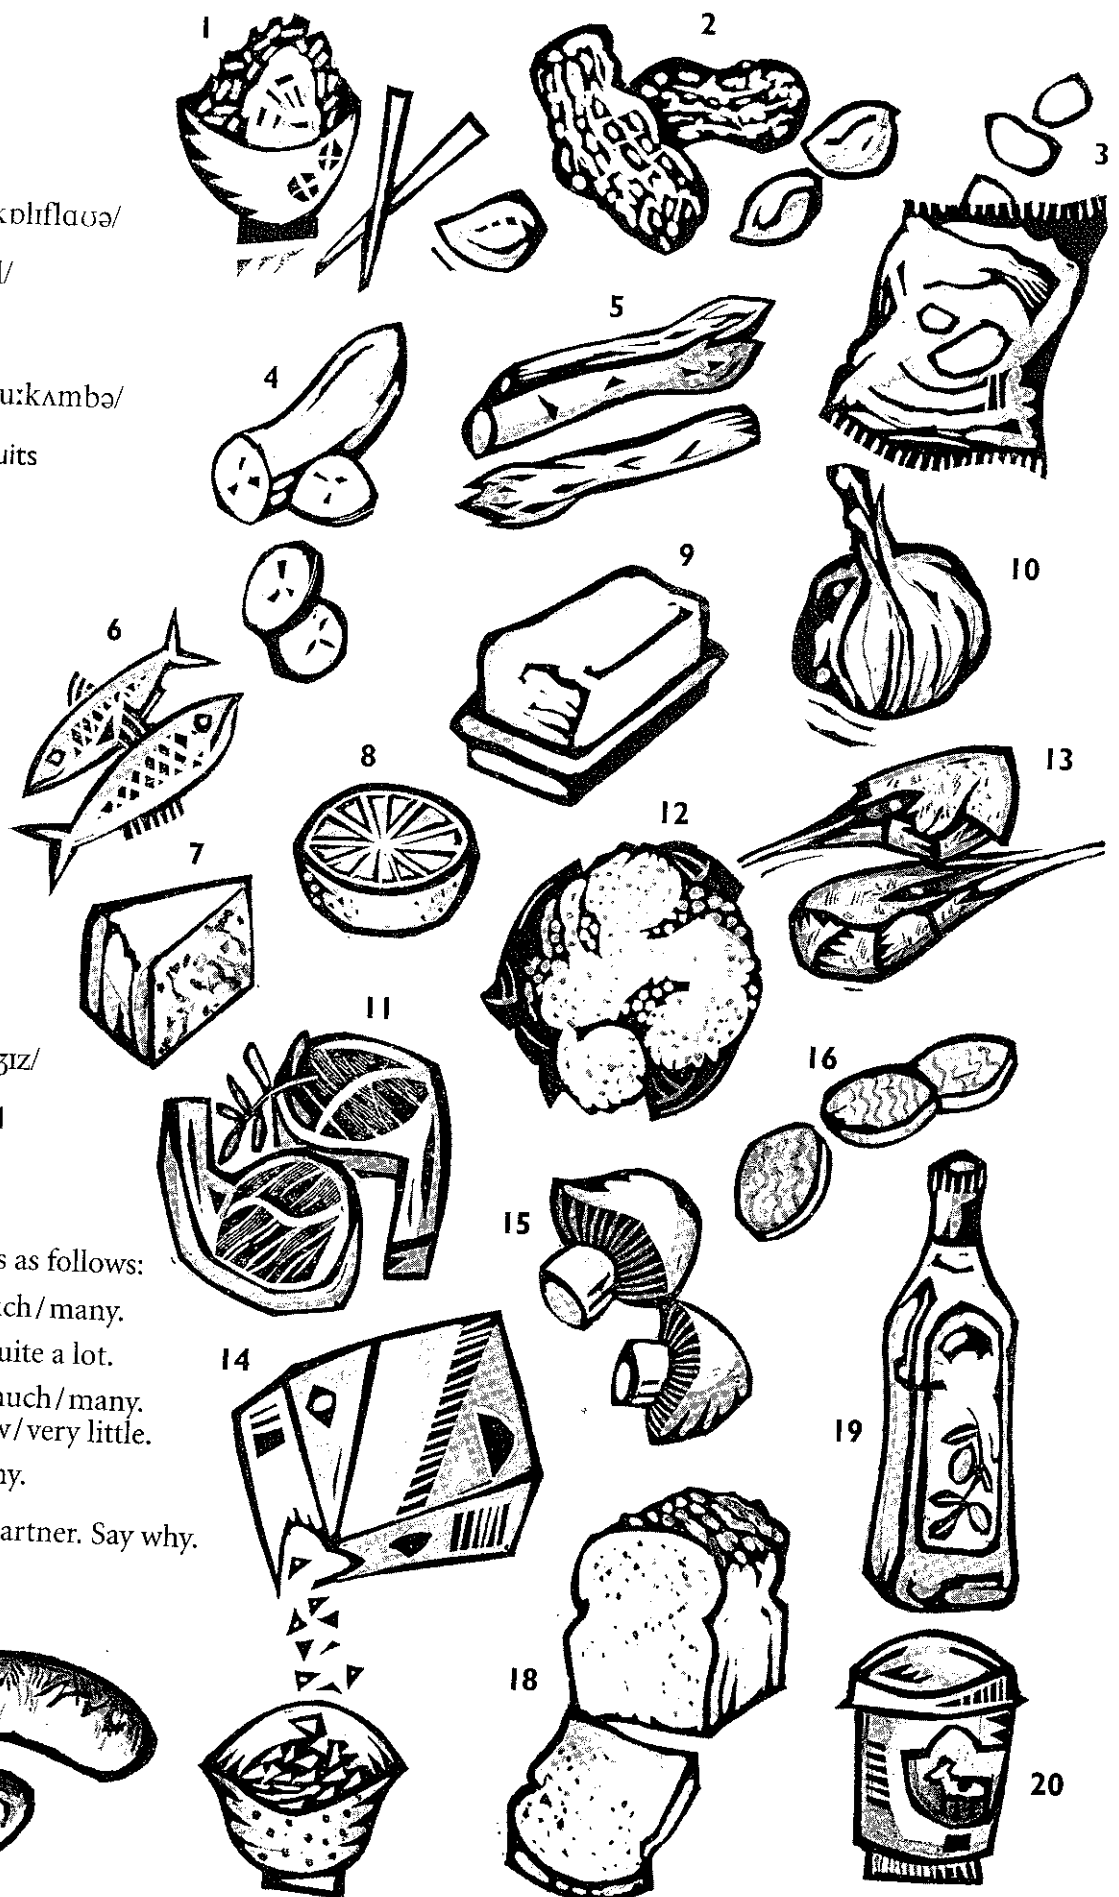 1
2
3
kɒlɪflaʊə/
l/
4
5
uːkʌmbə/
uits
6
7
8
9
10
11
12
13
ʒɪz/
14
15
16
s as follows:
ch/many.
uite a lot.
nuch/many.
w/very little.
ny.
artner. Say why.
18
19
20